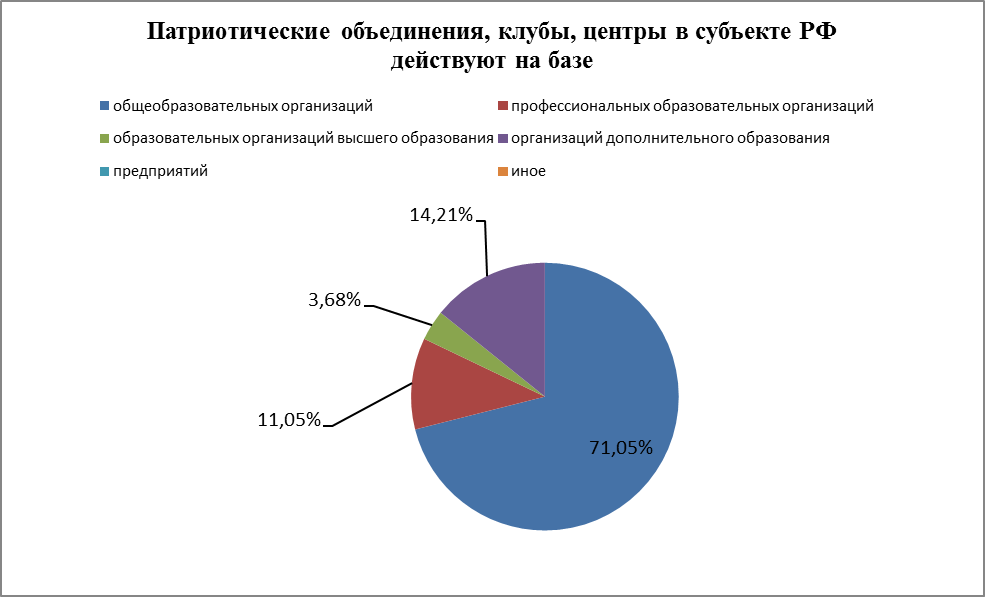 Патриотические объединения, клубы, центры в субъекте РФ
действуют на базе
общеобразовательных организаций
профессиональных образовательных организаций
образовательных организаций высшего образования
организаций дополнительного образования
предприятий
иное
14,21%
3,68%
11,05%
71,05%